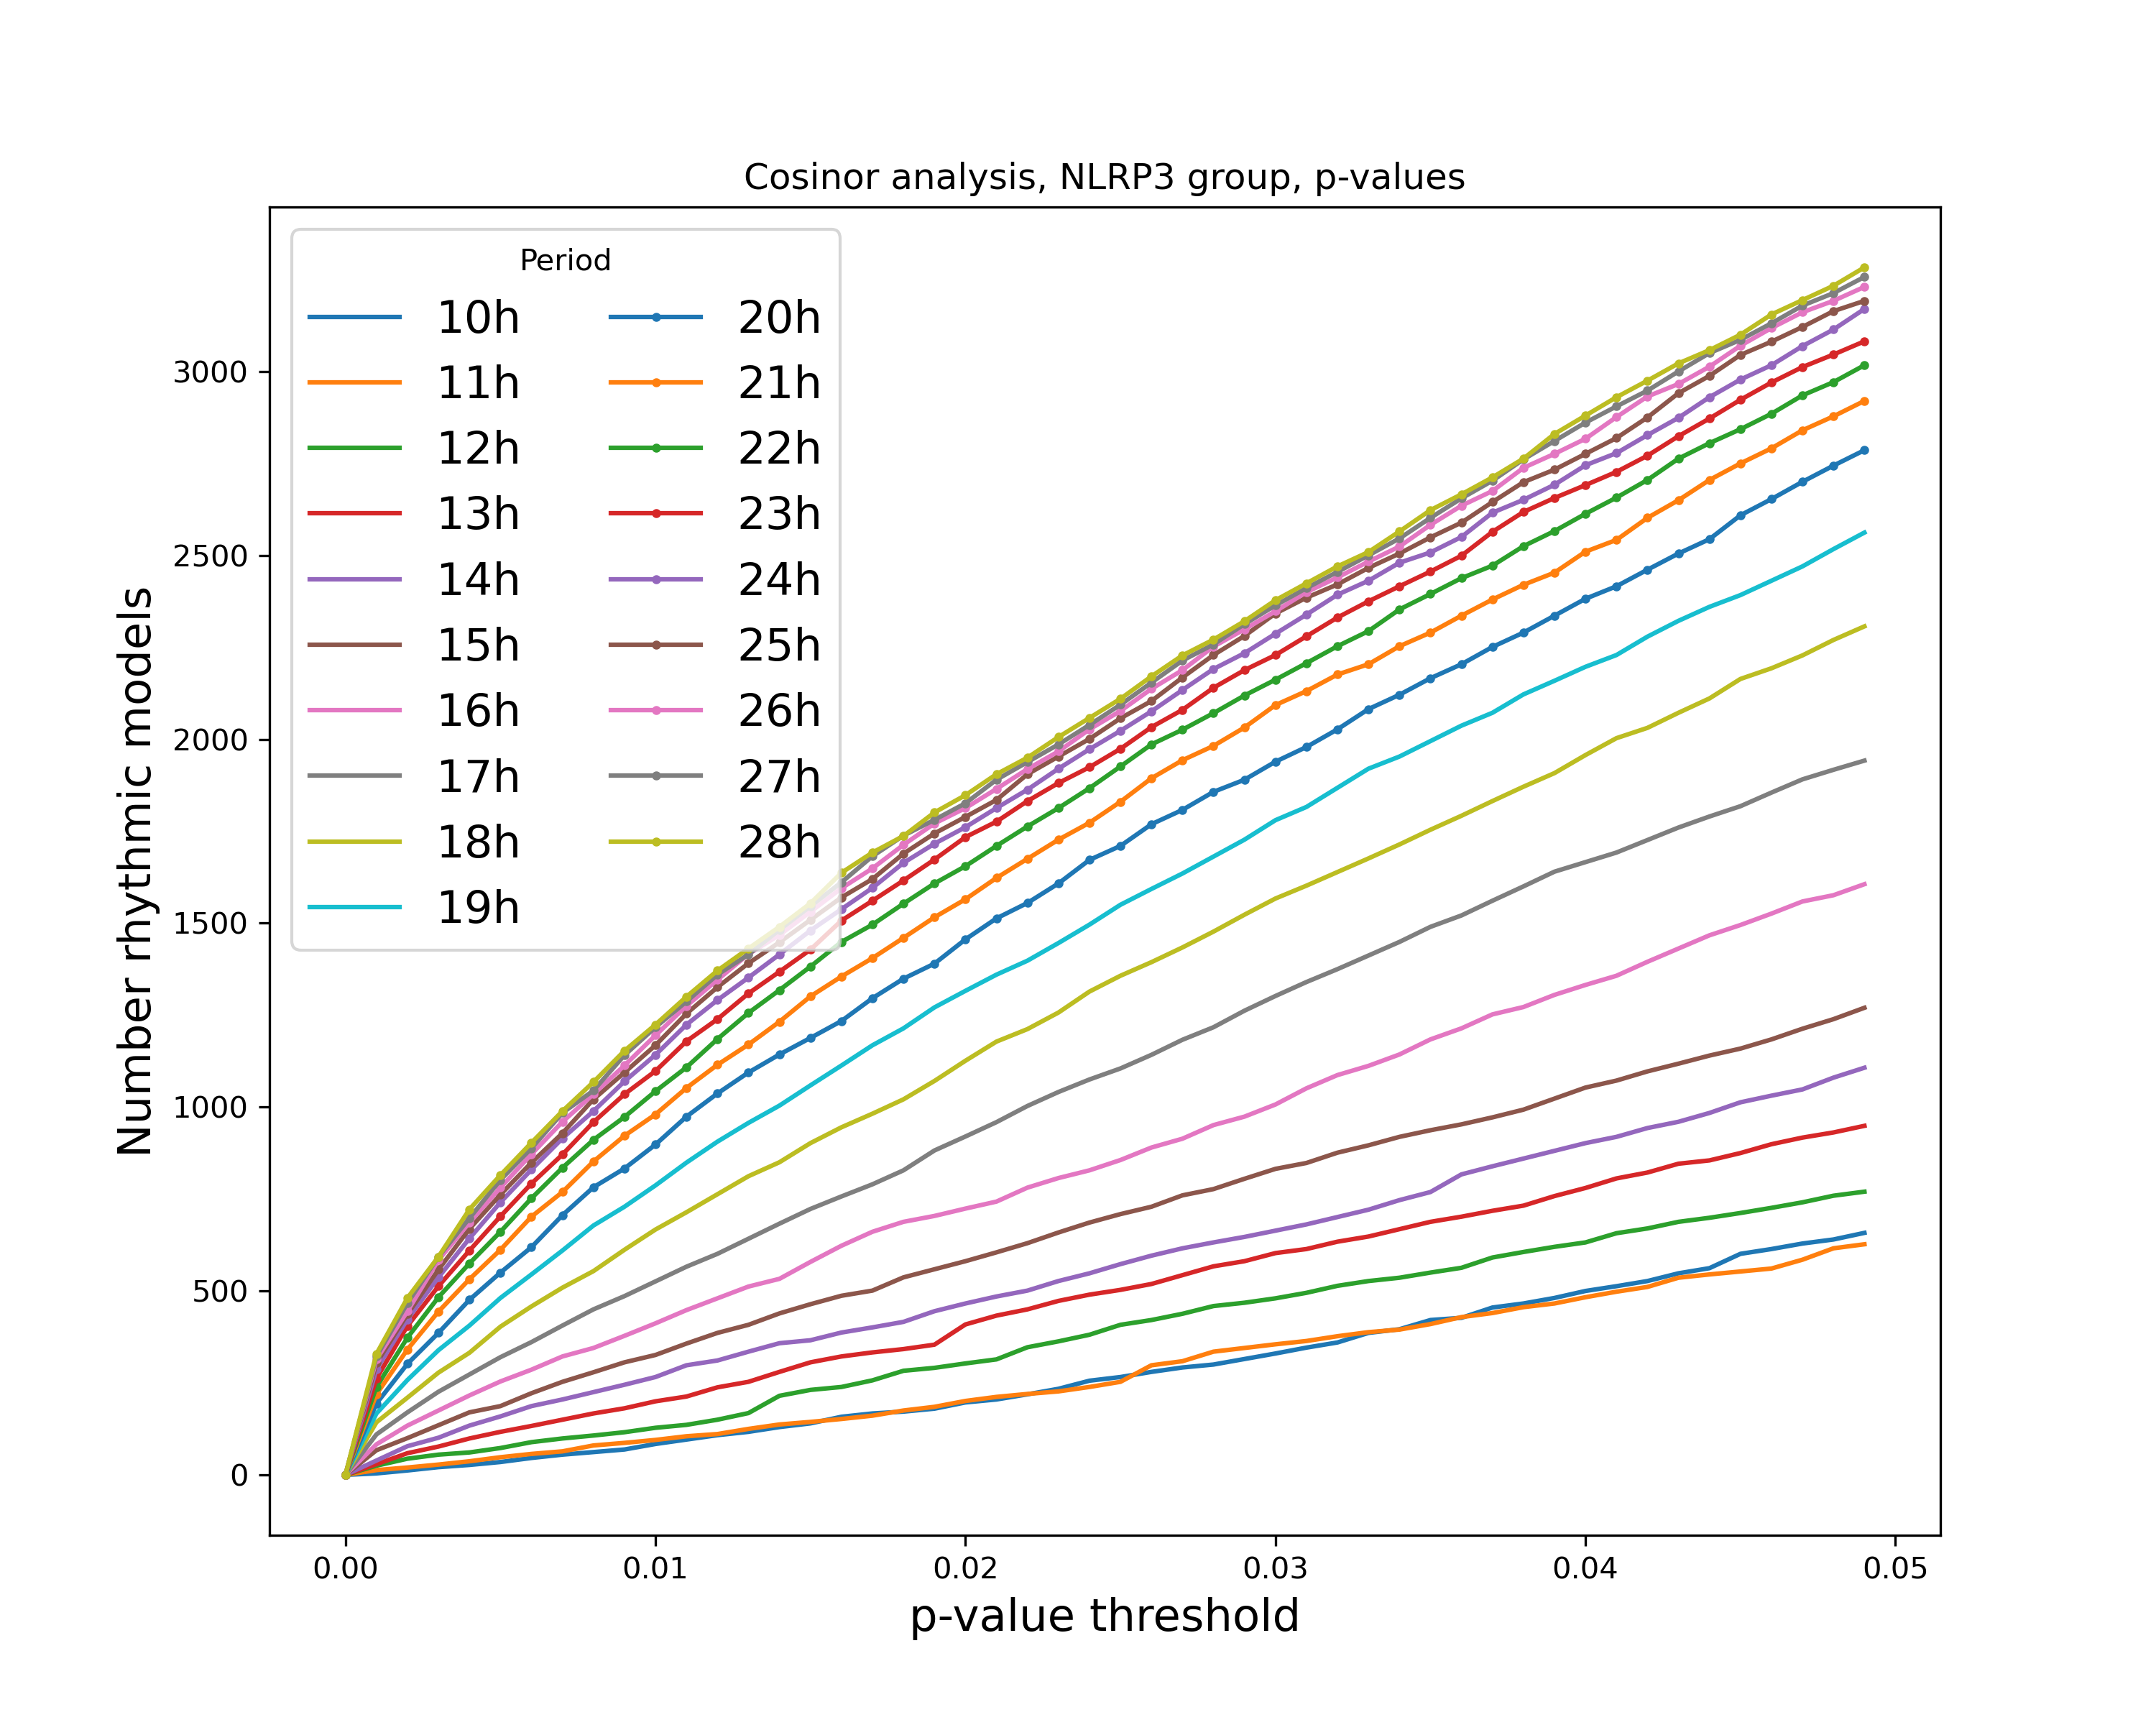 Cosinor analysis, NLRP3 group, p-values
Period
10h 20h
11h 21h
12h 22h
13h 23h
14h 24h
15h 25h
16h 26h
17h 27h
18h 28h
19h
Number rhythmic models
3000
2500
2000
1500
1000
500
0
0.00 0.01 0.02 0.03 0.04 0.05
p-value threshold